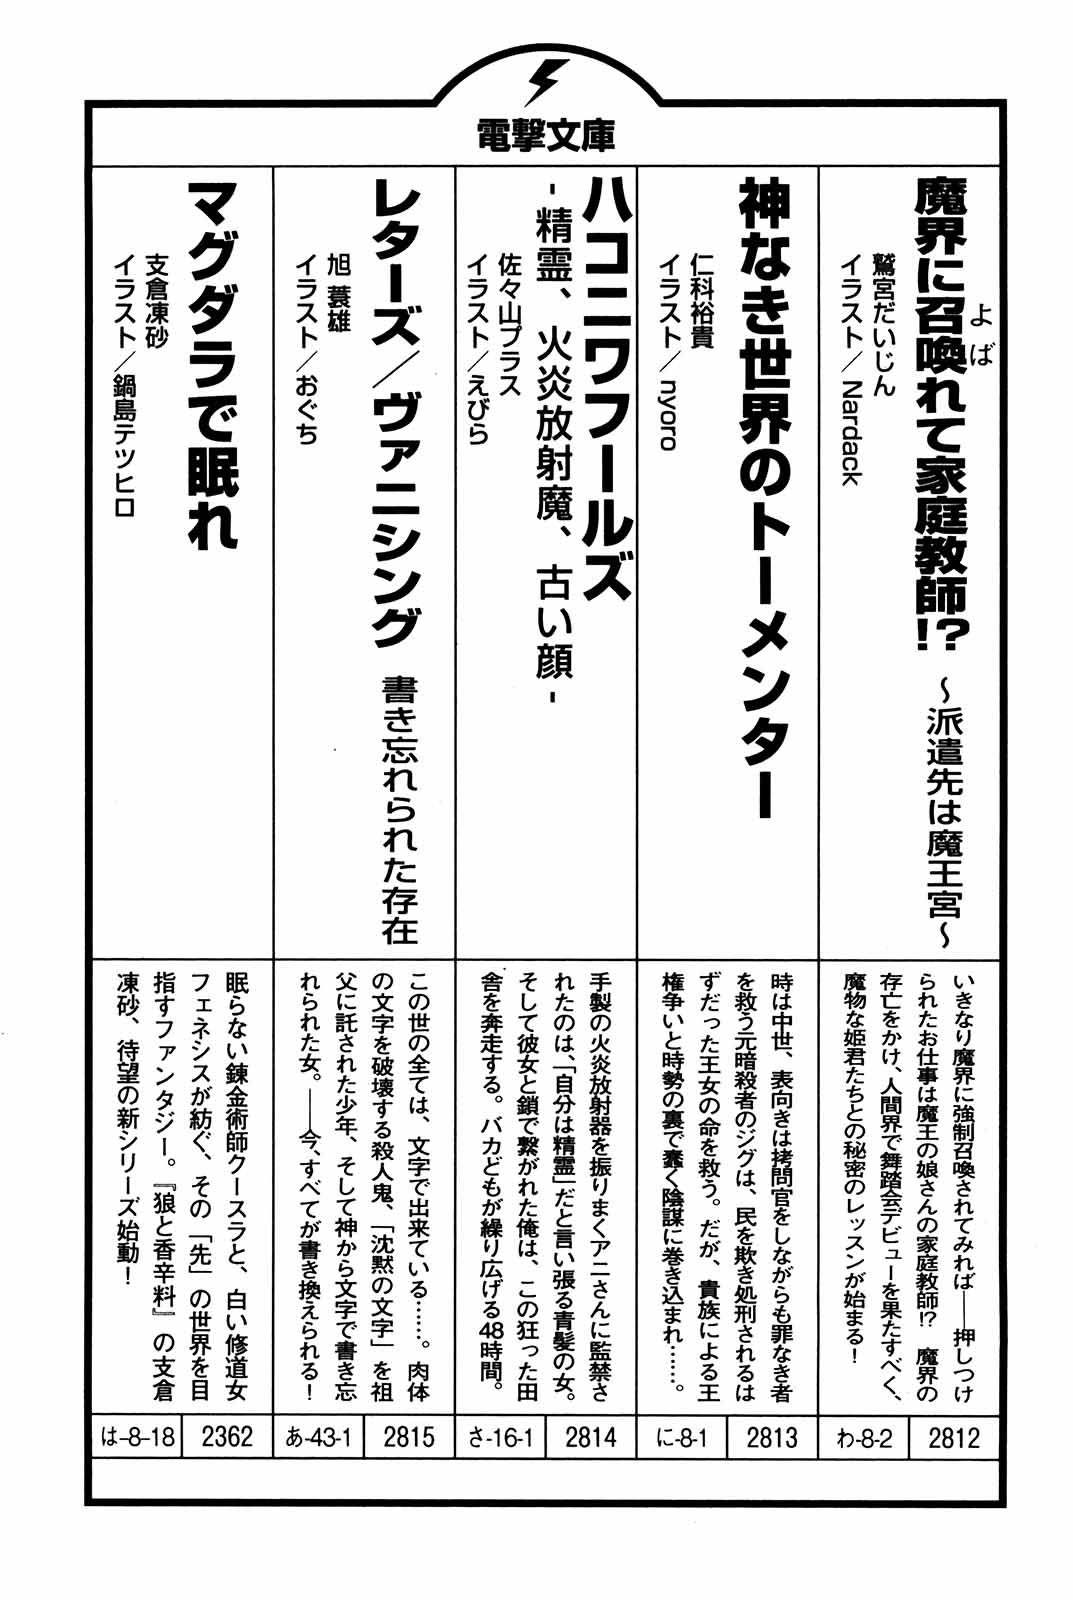 電撃文庫
魔界に召喚れて家庭教師!? ～派遣先は魔王宮～
よば
鷲宮だいじん
イラスト／Nardack
いきなり魔界に強制召喚されてみれば――押しつけ
られたお仕事は魔王の娘さんの家庭教師!?　魔界の
存亡をかけ、人間界で舞踏会デビューを果たすべく、
魔物な姫君たちとの秘密のレッスンが始まる！
わ-8-2
2812
神なき世界のトーメンター
仁科裕貴
イラスト／nyoro
時は中世、表向きは拷問官をしながらも罪なき者
を救う元暗殺者のジグは、民を欺き処刑されるは
ずだった王女の命を救う。だが、貴族による王
権争いと時勢の裏で蠢く陰謀に巻き込まれ……。
に-8-1
2813
ハコニワフールズ
- 精霊、火炎放射魔、古い顔 -
佐々山プラス
イラスト／えびら
手製の火炎放射器を振りまくアニさんに監禁さ
れたのは、「自分は精霊」だと言い張る青髪の女。
そして彼女と鎖で繋がれた俺は、この狂った田
舎を奔走する。バカどもが繰り広げる48時間。
さ-16-1
2814
レターズ／ヴァニシング 書き忘れられた存在
旭 蓑雄
イラスト／おぐち
この世の全ては、文字で出来ている……。肉体
の文字を破壊する殺人鬼、「沈黙の文字」を祖
父に託された少年、そして神から文字で書き忘
れられた女。――今、すべてが書き換えられる！
あ-43-1
2815
マグダラで眠れ
支倉凍砂
イラスト／鍋島テツヒロ
眠らない錬金術師クースラと、白い修道女
フェネシスが紡ぐ、その「先」の世界を目
指すファンタジー。『狼と香辛料』の支倉
凍砂、待望の新シリーズ始動！
は-8-18
2362